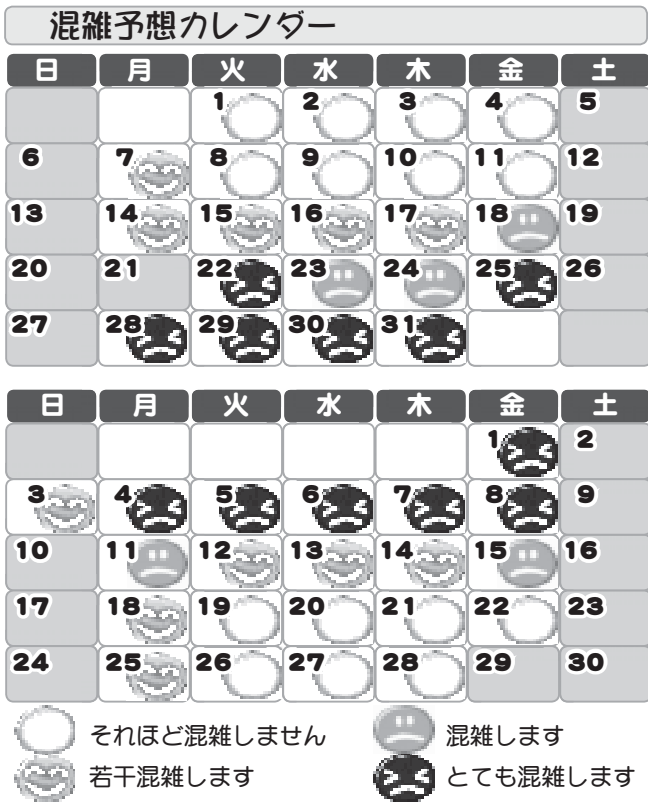 混雑予想カレンダー
日 月 火 水 木 金 土
1 2 3 4 5
6 7 8 9 10 11 12
13 14 15 16 17 18 19
20 21 22 23 24 25 26
27 28 29 30 31
日 月 火 水 木 金 土
1 2
3 4 5 6 7 8 9
10 11 12 13 14 15 16
17 18 19 20 21 22 23
24 25 26 27 28 29 30
それほど混雑しません 混雑します
若干混雑します とても混雑します